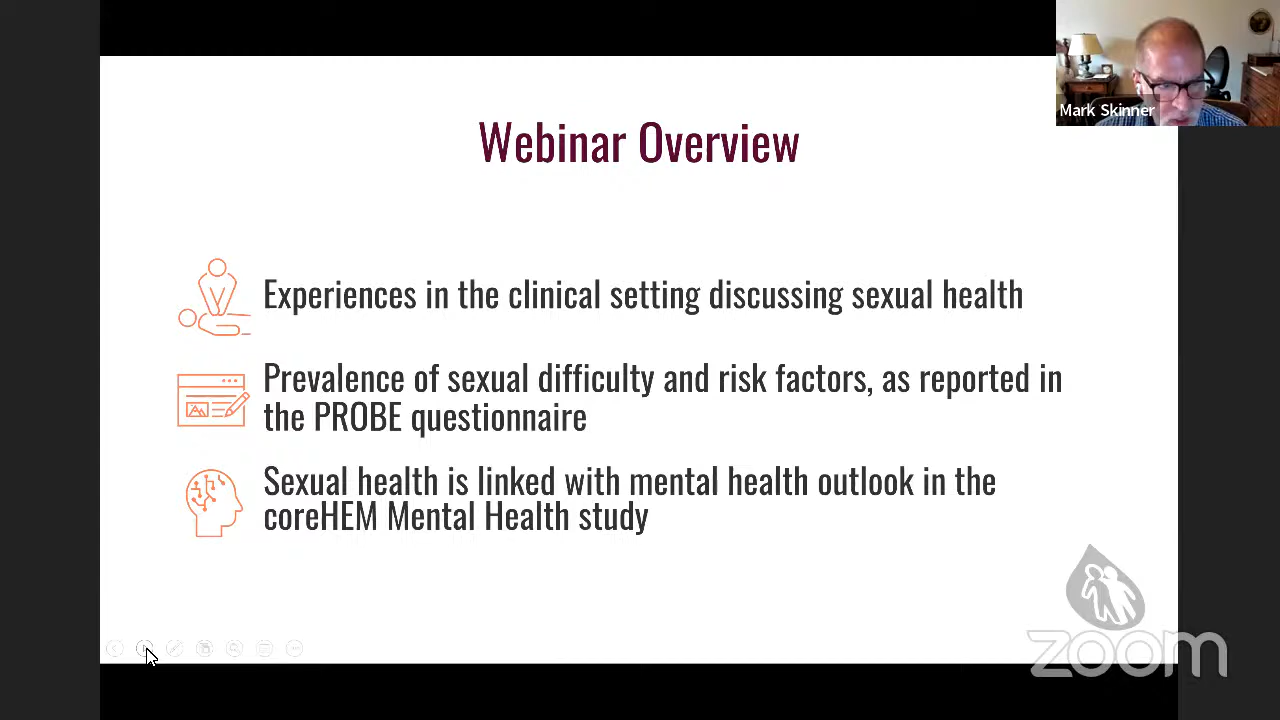 Mark Skinner
Webinar Overview
Experiences in the clinical setting discussing sexual health
Prevalence of sexual difficulty and risk factors, as reported in
the PROBE questionnaire
Sexual health is linked with mental health outlook in the
coreHEM Mental Health study
zoom